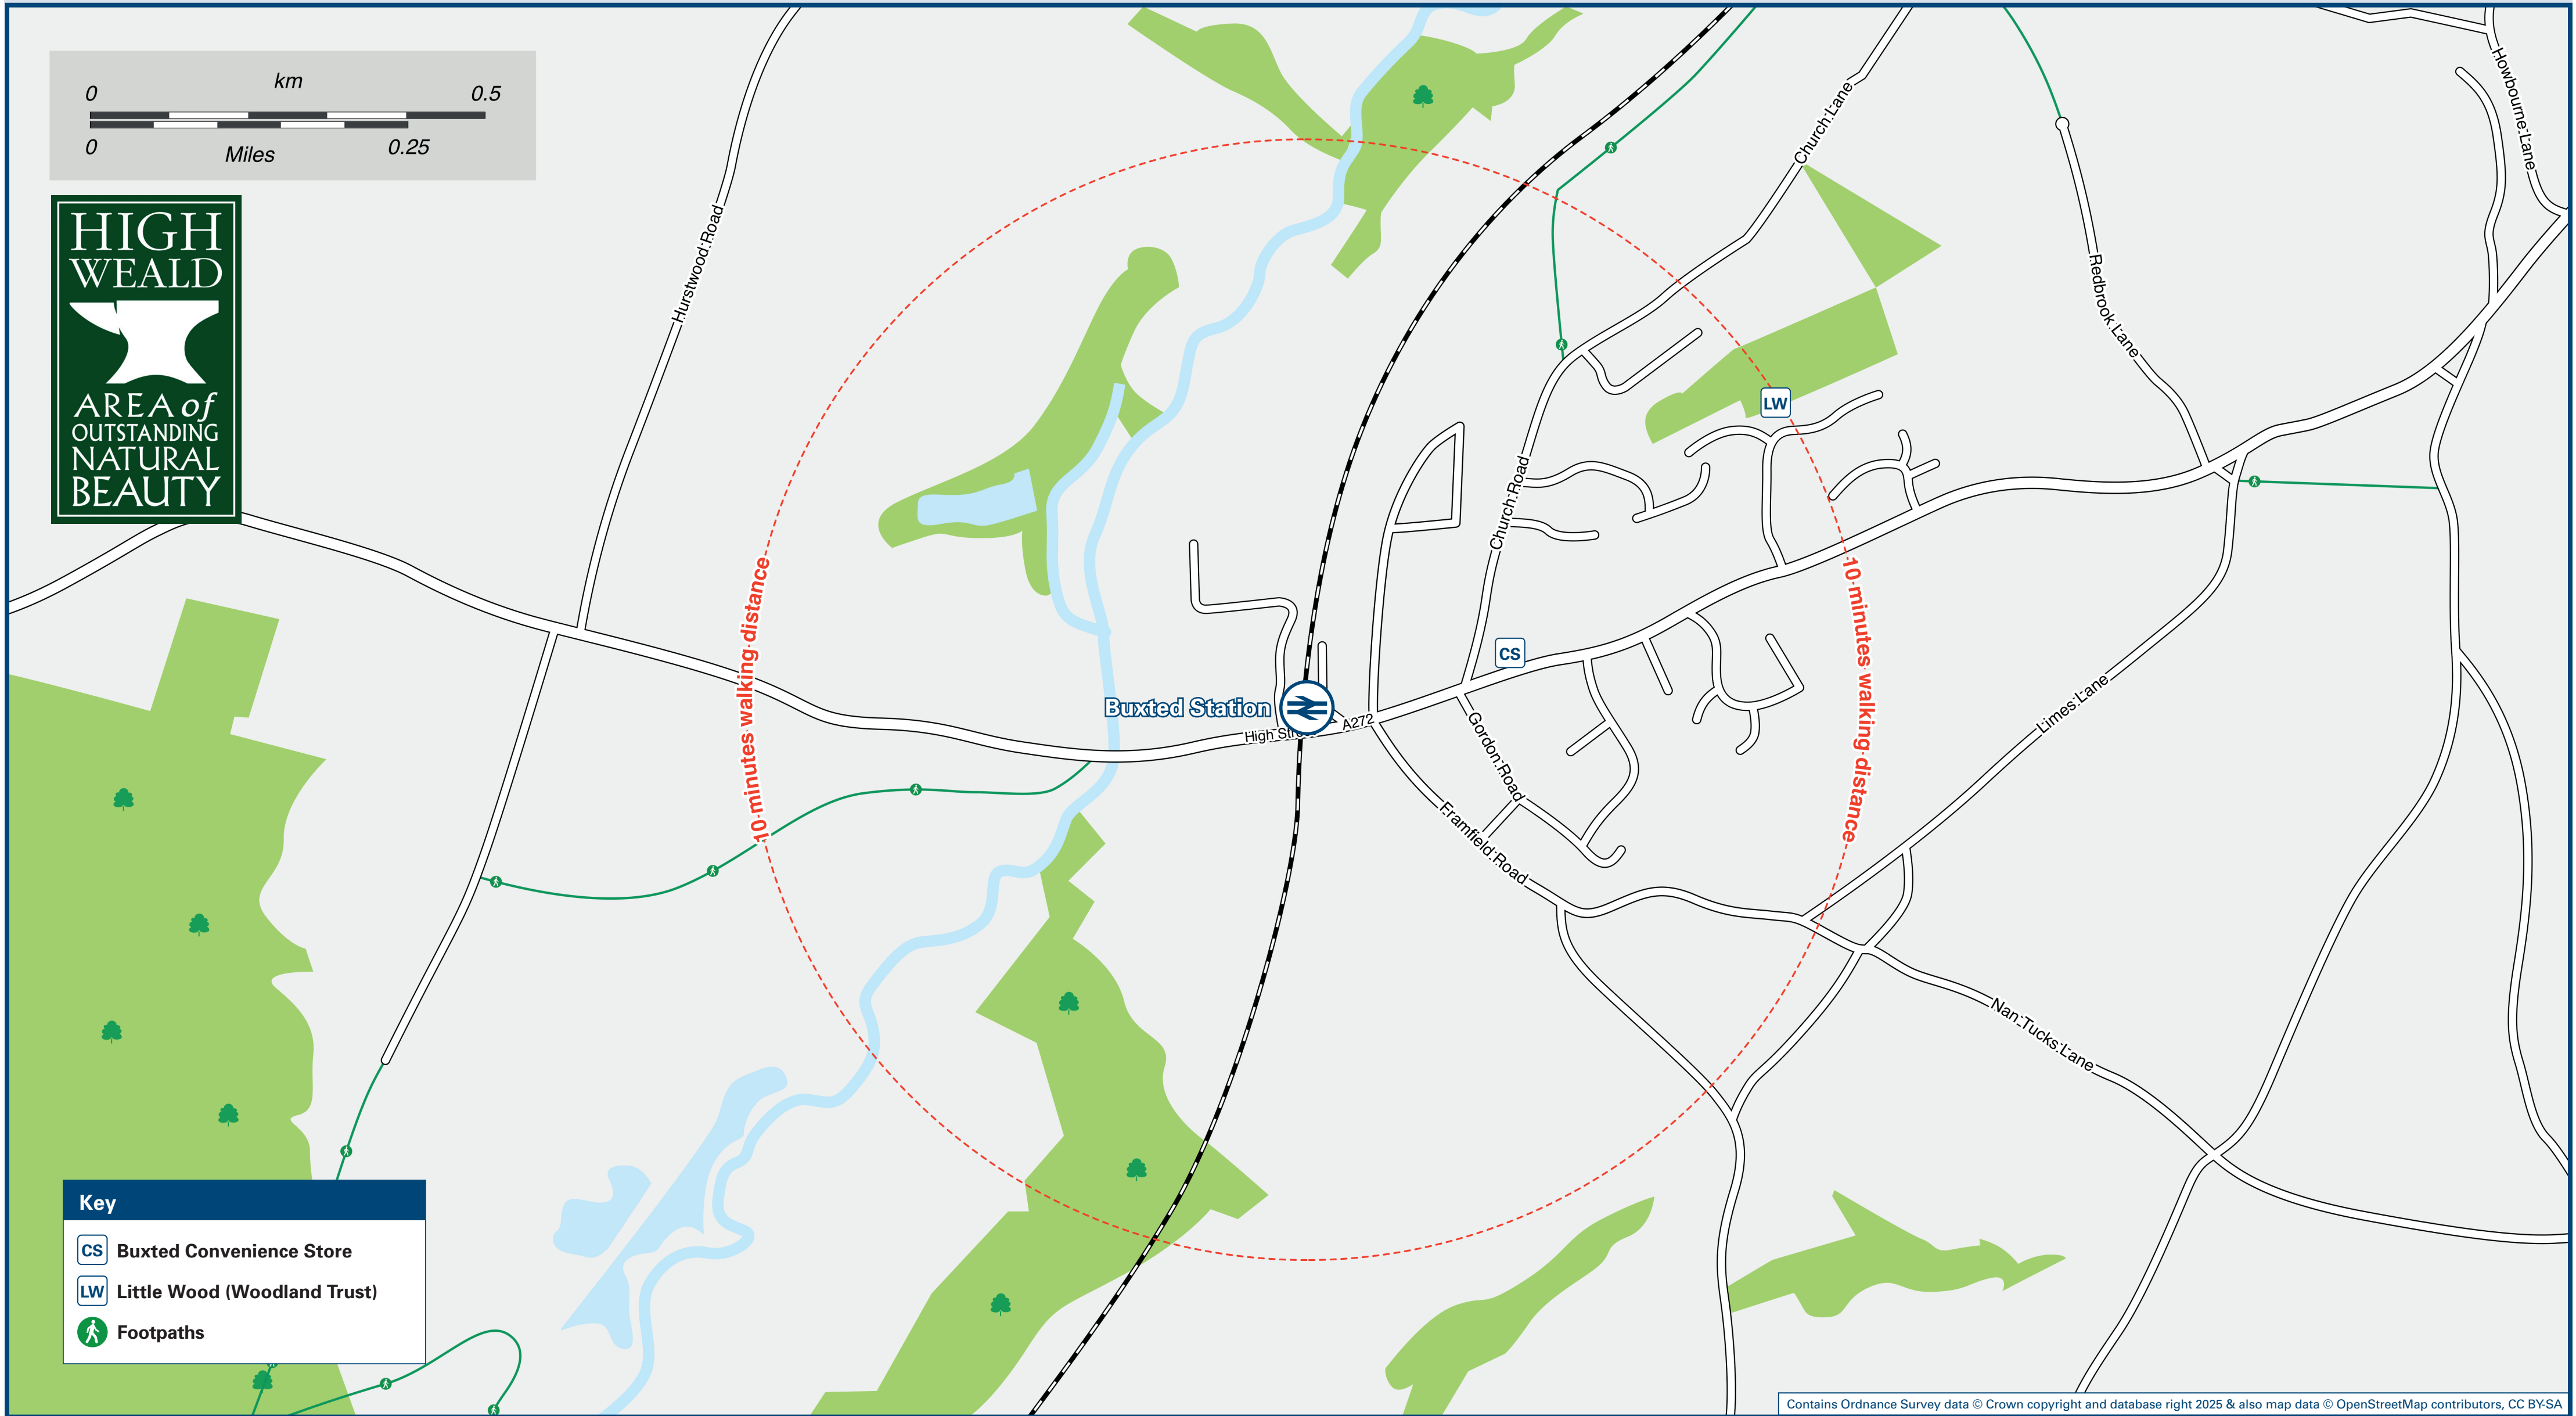 km
0 0.5
0 0.25
Miles
HIGH
WEALD
AREA of
OUTSTANDING
NATURAL
BEAUTY
Hurstwood Road
Church Lane
Howbourne Lane
Redbrook Lane
LW
Church Road
10 minutes walking distance
10 minutes walking distance
CS
Buxted Station
A272
High
Gordon Road
Limes Lane
Framfield Road
Nan Tucks Lane
Key
CS Buxted Convenience Store
LW Little Wood (Woodland Trust)
Footpaths
Contains Ordnance Survey data © Crown copyright and database right 2025 & also map data © OpenStreetMap contributors, CC BY-SA